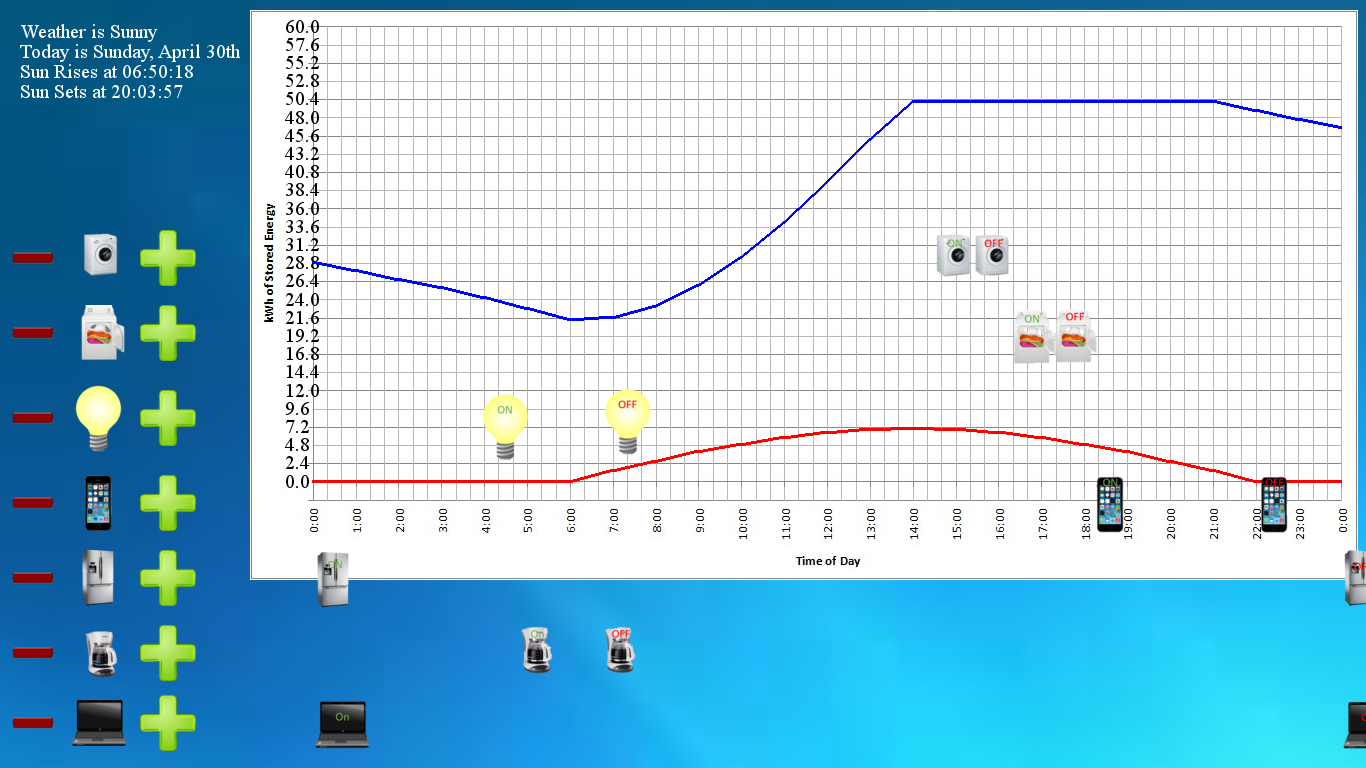 Weather is Sunny
Today is Sunday, April 30th
Sun Rises at 06:50:18
Sun Sets at 20:03:57
60.0
57.6
55.2
52.8
50.4
48.0
45.6
43.2
40.8
38.4
36.0
33.6
31.2
28.8
26.4
24.0
21.6
19.2
16.8
14.4
12.0
9.6
7.2
4.8
2.4
0.0
kWh of Stored Energy
ON OFF
ON OFF
ON OFF
ON OFF
0:00 1:00 2:00 3:00 4:00 5:00 6:00 7:00 8:00 9:00 10:00 11:00 12:00 13:00 14:00 15:00 16:00 17:00 18:00 19:00 20:00 21:00 22:00 23:00 0:00
Time of Day
ON
On OFF
On